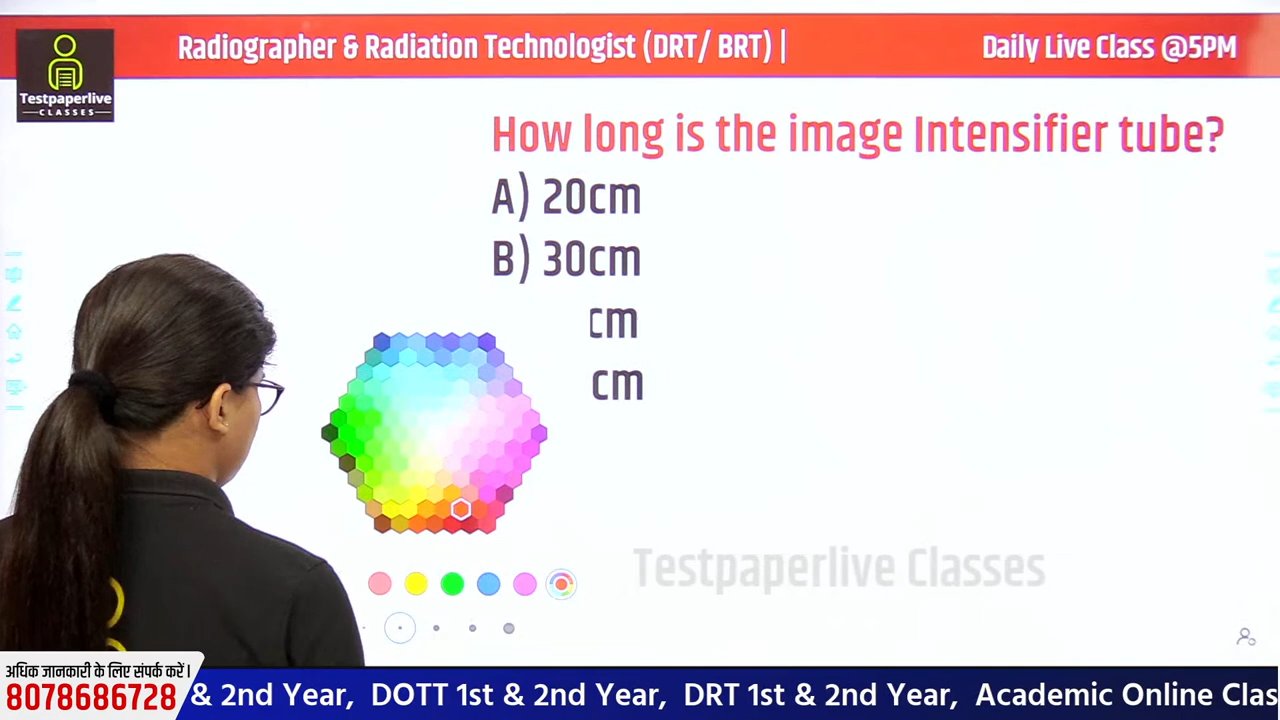 Radiographer & Radiation Technologist (DRT/ BRT) |
Daily Live Class @5PM
Testpaperlive
CLASSES
How long is the image Intensifier tube?
A) 20cm
B) 30cm
cm
cm
Testpaperlive Classes
अधिक जानकारी के लिए संपर्क करें।
8078686728
& 2nd Year, DOTT 1st & 2nd Year, DRT 1st & 2nd Year, Academic Online Clas